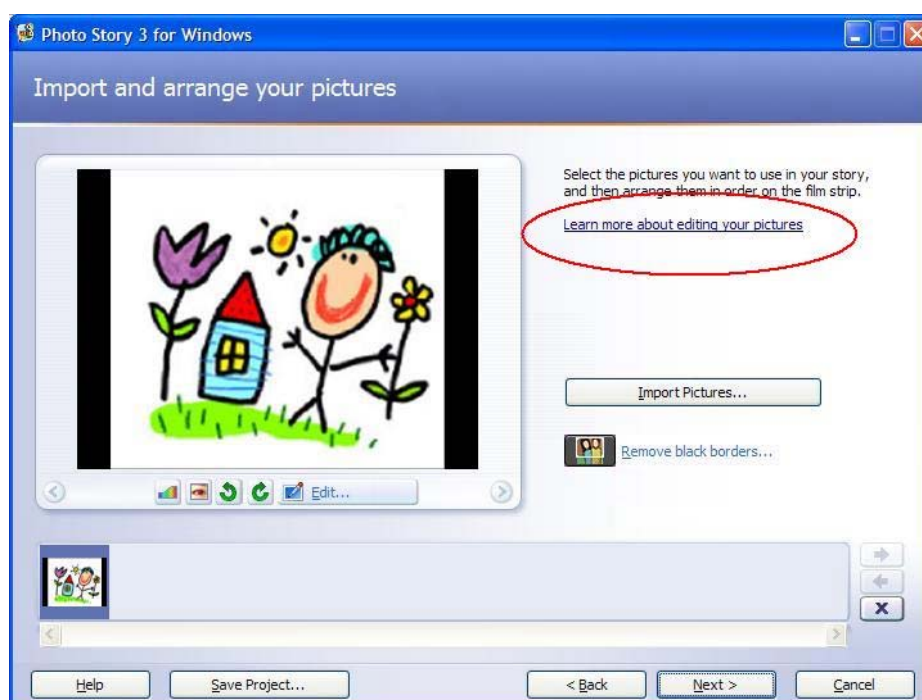 Photo Story 3 for Windows
Import and arrange your pictures
Select the pictures you want to use in your story,
and then arrange them in order on the film strip.
Learn more about editing your pictures
Import Pictures...
Remove black borders...
Edit...
Help
Save Project...
< Back
Next >
Cancel